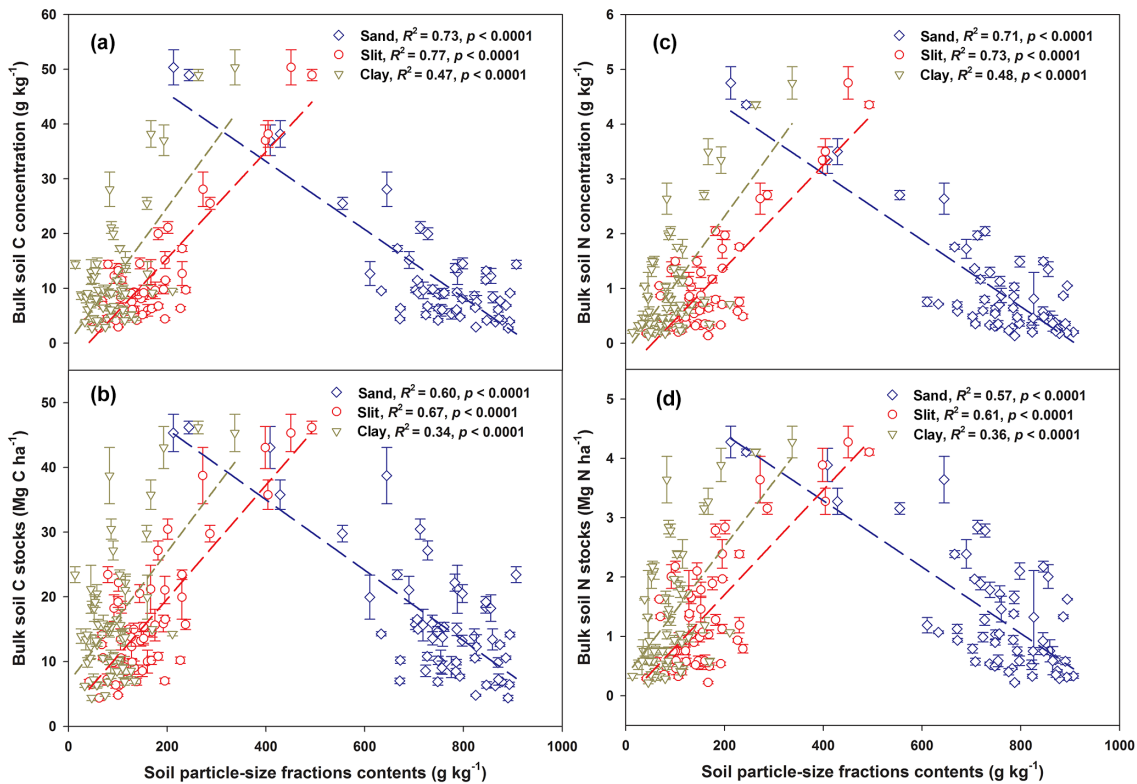 (a)
Sand, R² = 0.73, p < 0.0001
Slit, R² = 0.77, p < 0.0001
Clay, R² = 0.47, p < 0.0001
Bulk soil C concentration (g kg⁻¹)
60
50
40
30
20
10
0
(c)
Sand, R² = 0.71, p < 0.0001
Slit, R² = 0.73, p < 0.0001
Clay, R² = 0.48, p < 0.0001
Bulk soil N concentration (g kg⁻¹)
6
5
4
3
2
1
0
(b)
Sand, R² = 0.60, p < 0.0001
Slit, R² = 0.67, p < 0.0001
Clay, R² = 0.34, p < 0.0001
Bulk soil C stocks (Mg C ha⁻¹)
50
40
30
20
10
0
0 200 400 600 800 1000
Soil particle-size fractions contents (g kg⁻¹)
(d)
Sand, R² = 0.57, p < 0.0001
Slit, R² = 0.61, p < 0.0001
Clay, R² = 0.36, p < 0.0001
Bulk soil N stocks (Mg N ha⁻¹)
5
4
3
2
1
0
0 200 400 600 800 1000
Soil particle-size fractions contents (g kg⁻¹)